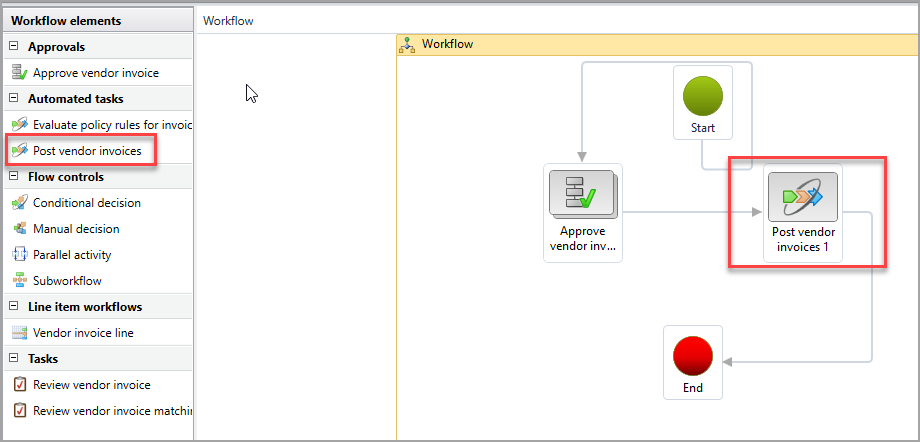 Workflow elements
Approvals
Approve vendor invoice
Automated tasks
Evaluate policy rules for invoic
Post vendor invoices
Flow controls
Conditional decision
Manual decision
Parallel activity
Subworkflow
Line item workflows
Vendor invoice line
Tasks
Review vendor invoice
Review vendor invoice matchin
Workflow
Workflow
Start
Approve
vendor inv...
Post vendor
invoices 1
End